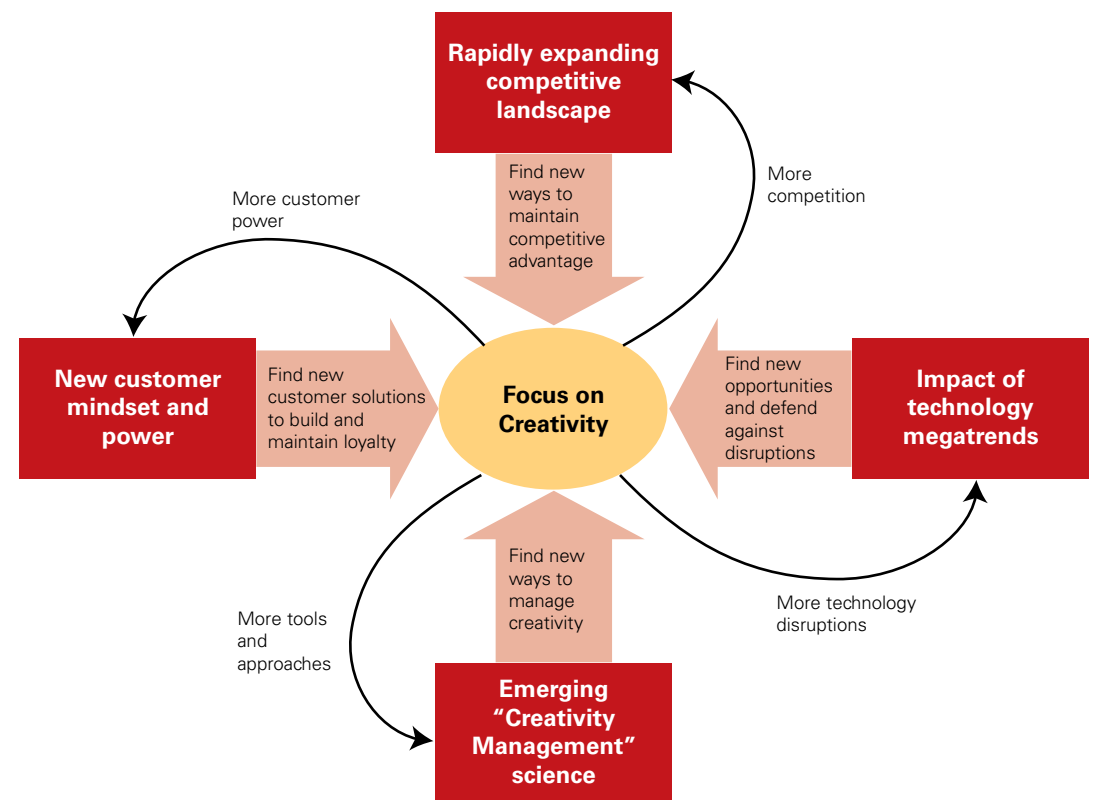 Rapidly expanding
competitive
landscape
Find new
ways to
maintain
competitive
advantage
More
competition
More customer
power
New customer
mindset and
power
Find new
customer solutions
to build and
maintain loyalty
Focus on
Creativity
Find new
opportunities
and defend
against
disruptions
Impact of
technology
megatrends
Find new
ways to
manage
creativity
More tools
and
approaches
More technology
disruptions
Emerging
“Creativity
Management”
science